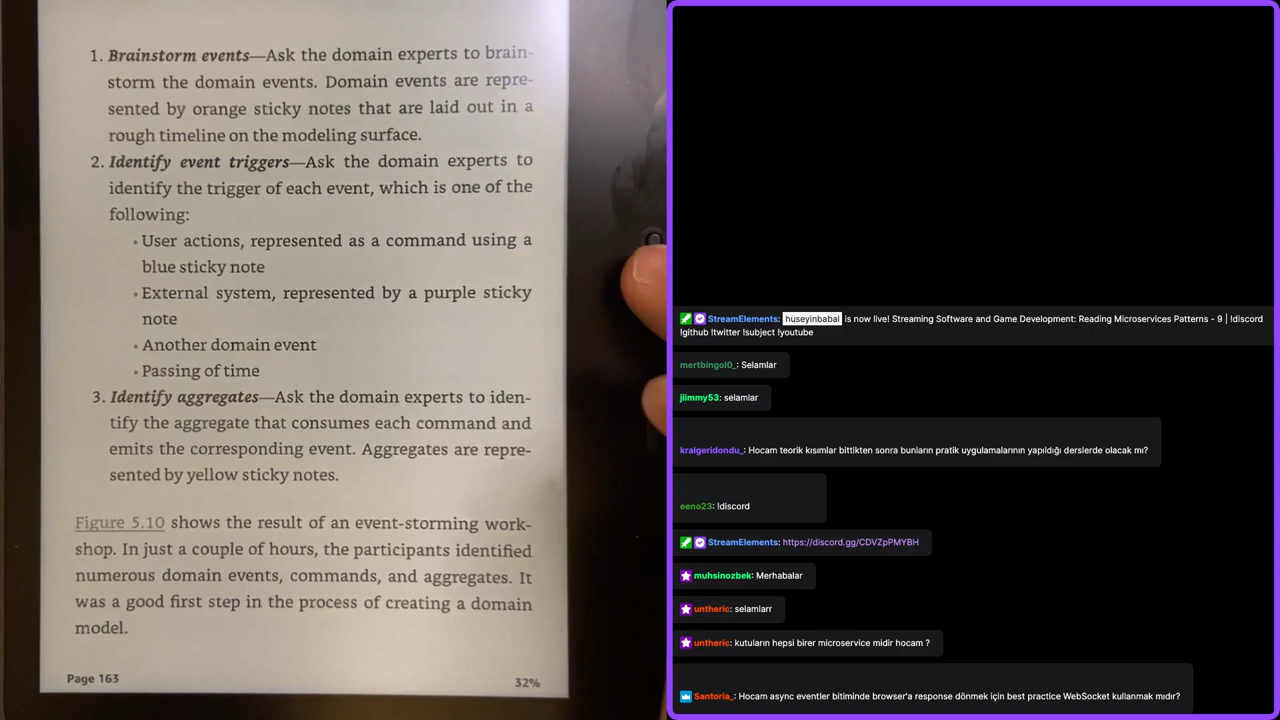 1. Brainstorm events—Ask the domain experts to brain-
storm the domain events. Domain events are repre-
sented by orange sticky notes that are laid out in a
rough timeline on the modeling surface.
2. Identify event triggers—Ask the domain experts to
identify the trigger of each event, which is one of the
following:
◦ User actions, represented as a command using a
blue sticky note
◦ External system, represented by a purple sticky
note
◦ Another domain event
◦ Passing of time
3. Identify aggregates—Ask the domain experts to iden-
tify the aggregate that consumes each command and
emits the corresponding event. Aggregates are repre-
sented by yellow sticky notes.
Figure 5.10 shows the result of an event-storming work-
shop. In just a couple of hours, the participants identified
numerous domain events, commands, and aggregates. It
was a good first step in the process of creating a domain
model.
Page 163
32%
StreamElements: huseyinbabal is now live! Streaming Software and Game Development: Reading Microservices Patterns - 9 | !discord
!github !twitter !subject !youtube
mertbingol0_: Selamlar
jiimmy53: selamlar
kralgeridondu_: Hocam teorik kısımlar bittikten sonra bunların pratik uygulamalarının yapıldığı derslerde olacak mı?
eeno23: !discord
StreamElements: https://discord.gg/CDVZpPMYBH
muhsinozbek: Merhabalar
untheric: selamlarr
untheric: kutuların hepsi birer microservice midir hocam ?
Santoria_: Hocam async eventler bitiminde browser'a response dönmek için best practice WebSocket kullanmak mıdır?